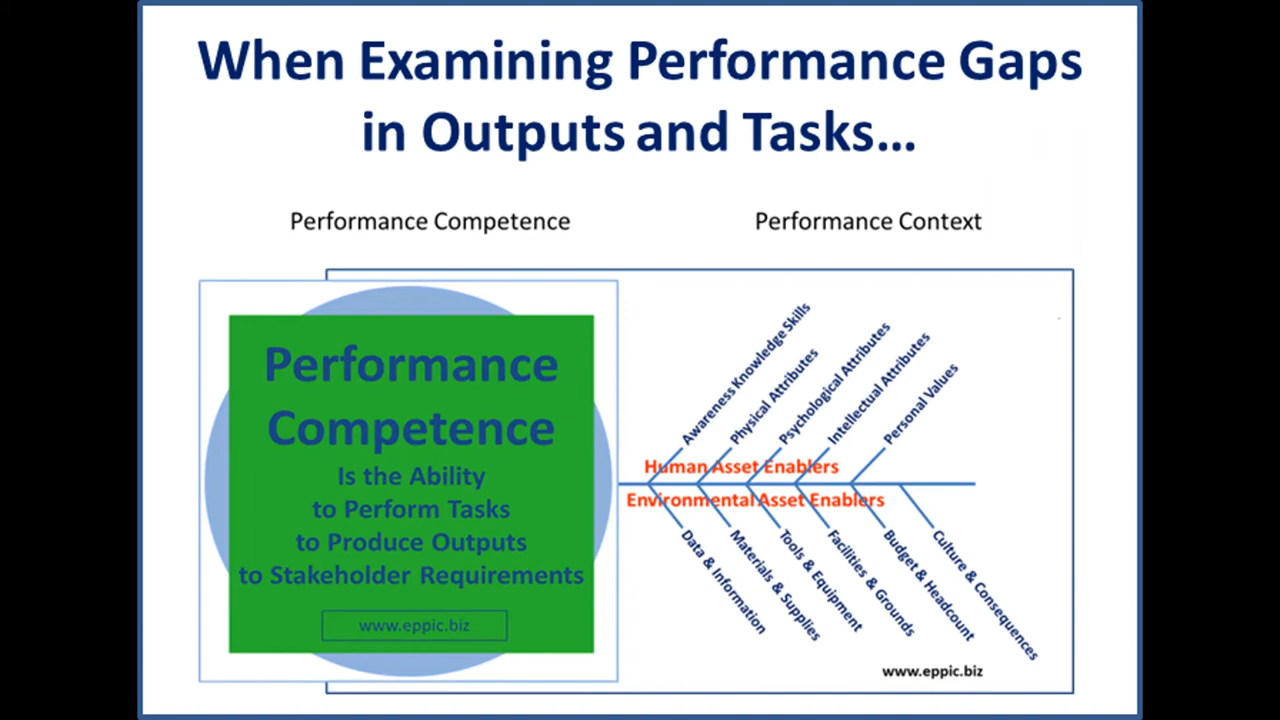 When Examining Performance Gaps
in Outputs and Tasks...
Performance Competence
Performance Context
Performance
Competence
Is the Ability
to Perform Tasks
to Produce Outputs
to Stakeholder Requirements
www.eppic.biz
Awareness Knowledge Skills
Physical Attributes
Psychological Attributes
Intellectual Attributes
Personal Values
Human Asset Enablers
Environmental Asset Enablers
Data & Information
Materials & Supplies
Tools & Equipment
Facilities & Grounds
Budget & Headcount
Culture & Consequences
www.eppic.biz